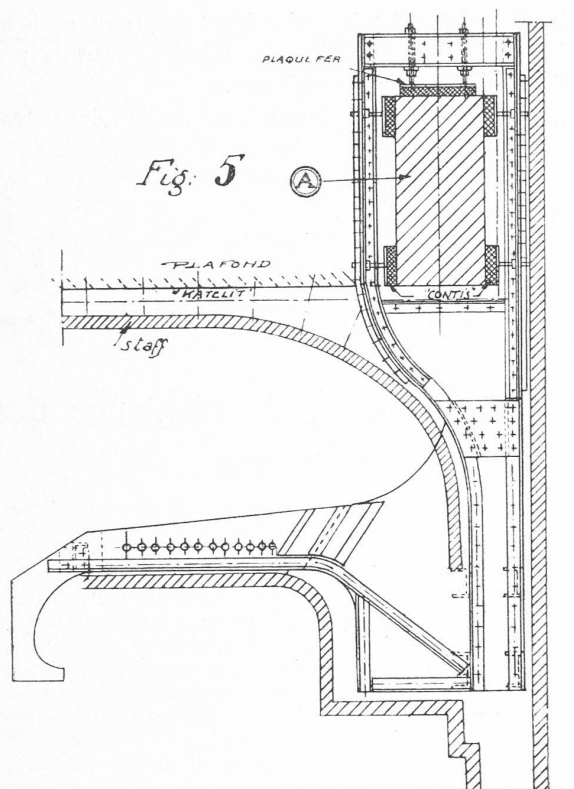 PLAQUE FER
Fig: 5
A
PLAFOND
"KATELIT"
CONTIS
staff